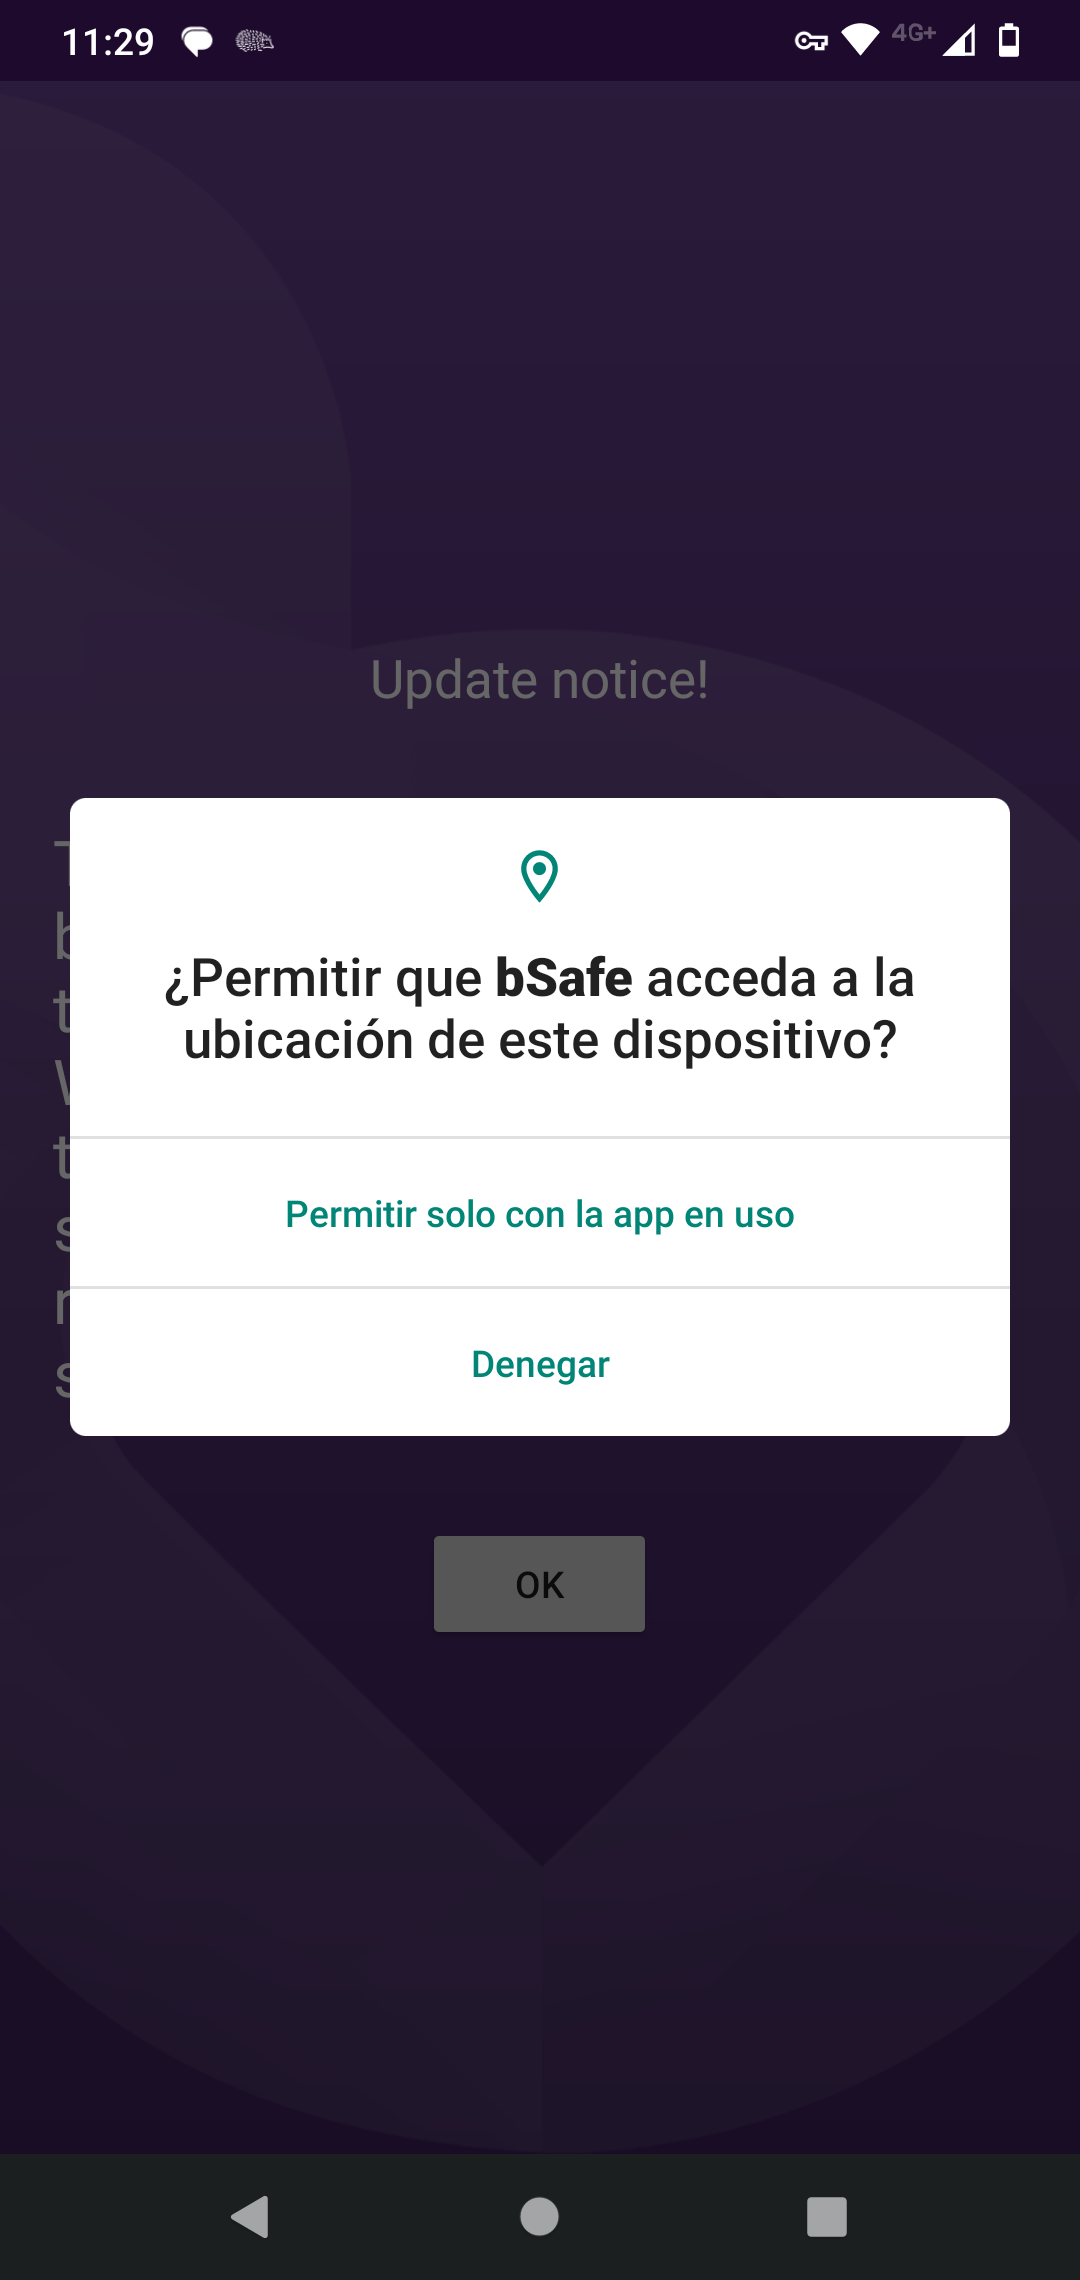 11:29
4G+
Update notice!
¿Permitir que bSafe acceda a la
ubicación de este dispositivo?
Permitir solo con la app en uso
Denegar
OK